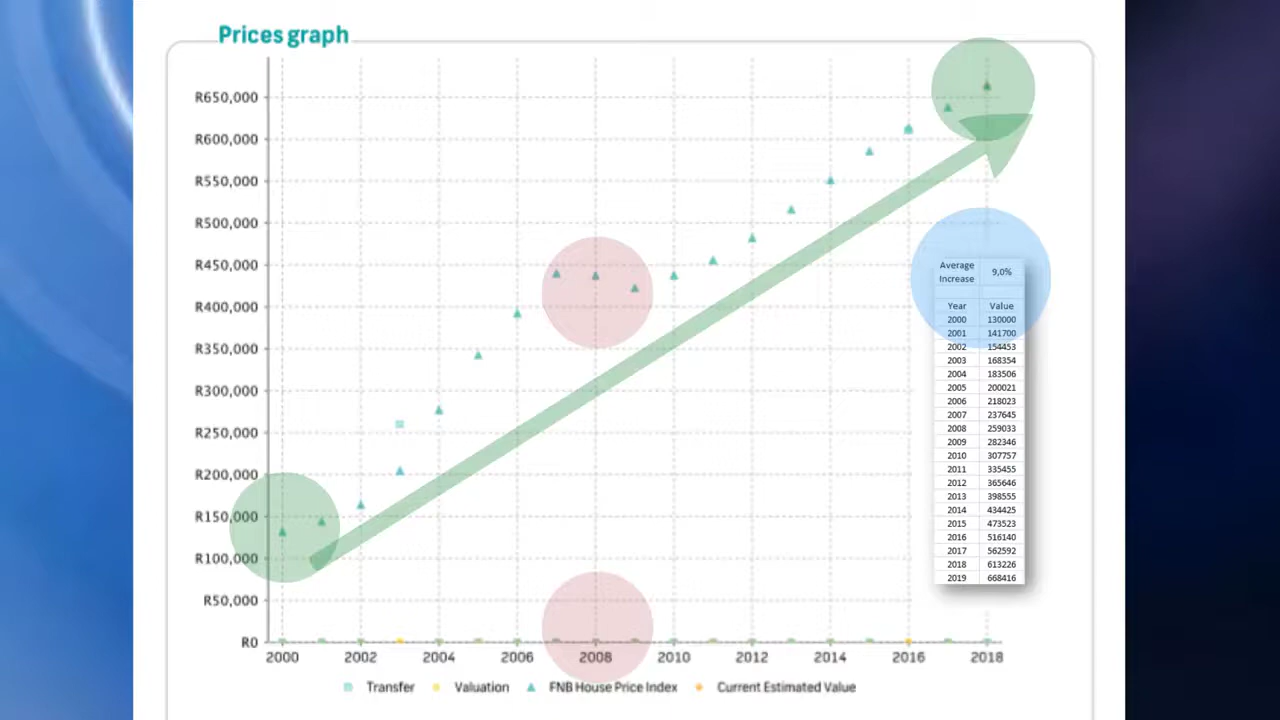 Prices graph
R650,000
R600,000
R550,000
R500,000
R450,000
R400,000
R350,000
R300,000
R250,000
R200,000
R150,000
R100,000
R50,000
R0
2000 2002 2004 2006 2008 2010 2012 2014 2016 2018
Transfer Valuation FNB House Price Index Current Estimated Value
Average
Increase 9,0%
Year Value
2000 130000
2001 141700
2002 154453
2003 168354
2004 183506
2005 200021
2006 218023
2007 237645
2008 259033
2009 282346
2010 307757
2011 335455
2012 365646
2013 398555
2014 434425
2015 473523
2016 516140
2017 562592
2018 613226
2019 668416